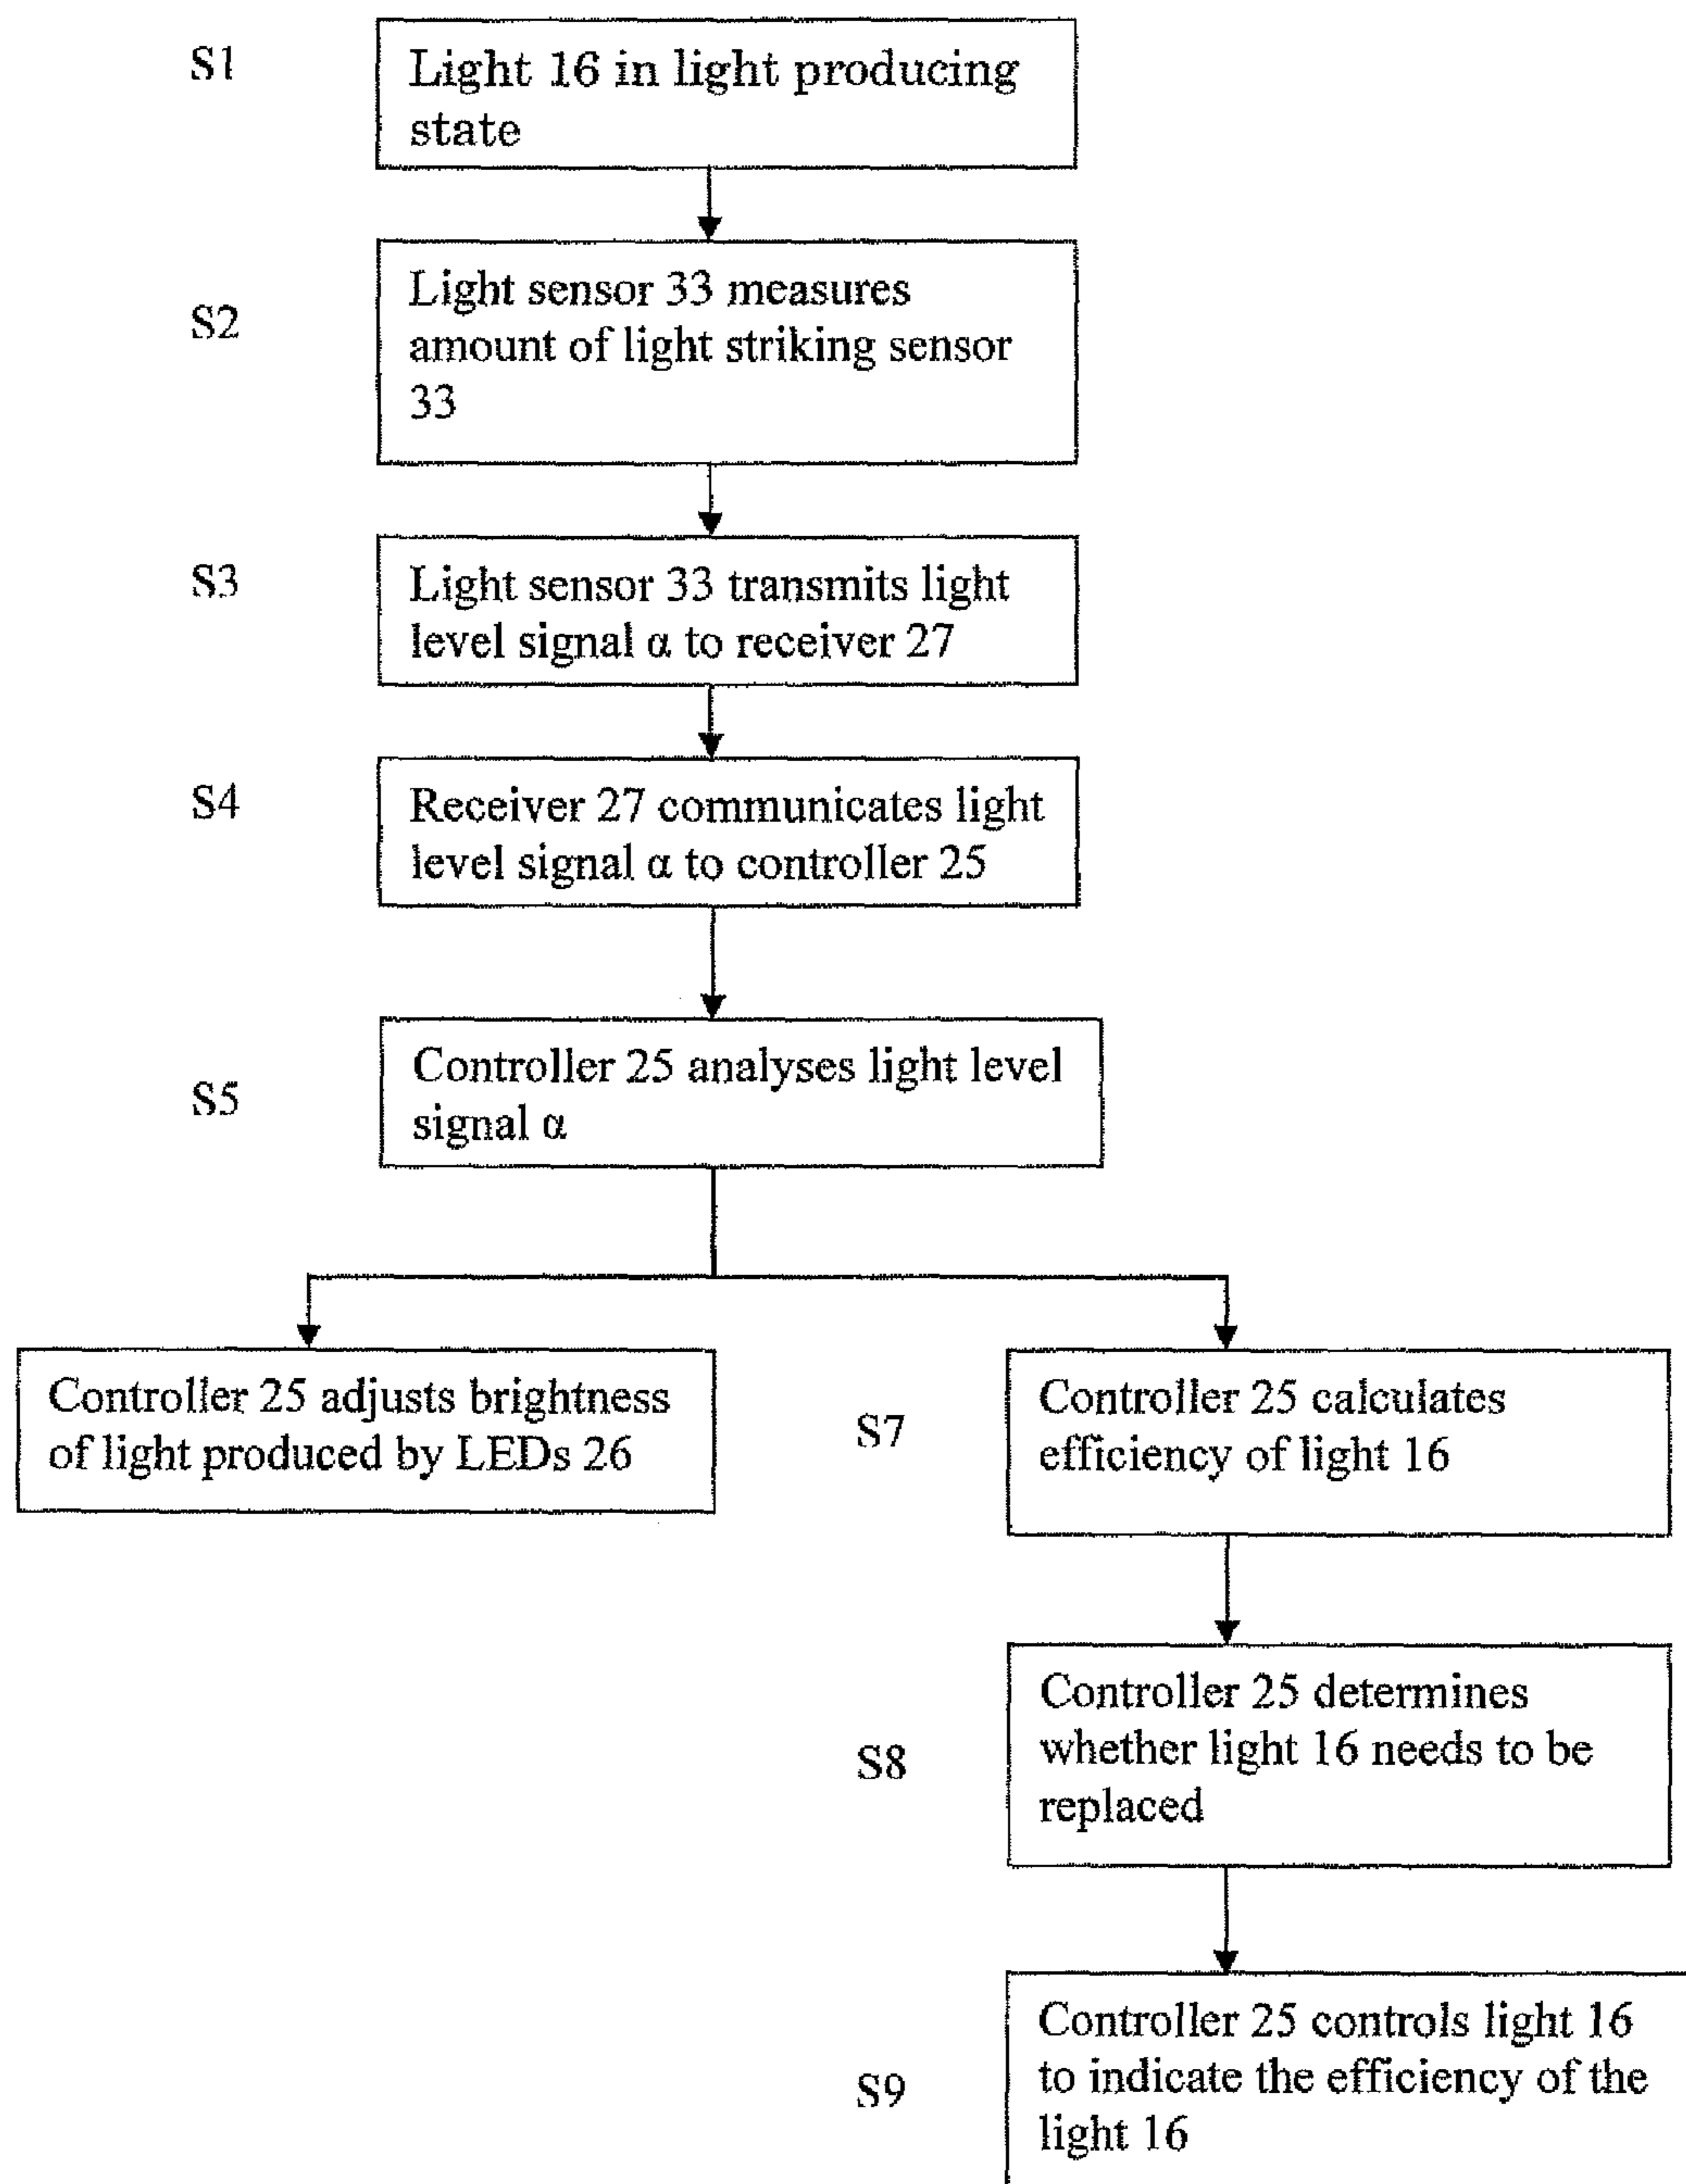 S1
Light 16 in light producing
state
S2
Light sensor 33 measures
amount of light striking sensor
33
S3
Light sensor 33 transmits light
level signal α to receiver 27
S4
Receiver 27 communicates light
level signal α to controller 25
S5
Controller 25 analyses light level
signal α
Controller 25 adjusts brightness
of light produced by LEDs 26
S7
Controller 25 calculates
efficiency of light 16
S8
Controller 25 determines
whether light 16 needs to be
replaced
S9
Controller 25 controls light 16
to indicate the efficiency of the
light 16